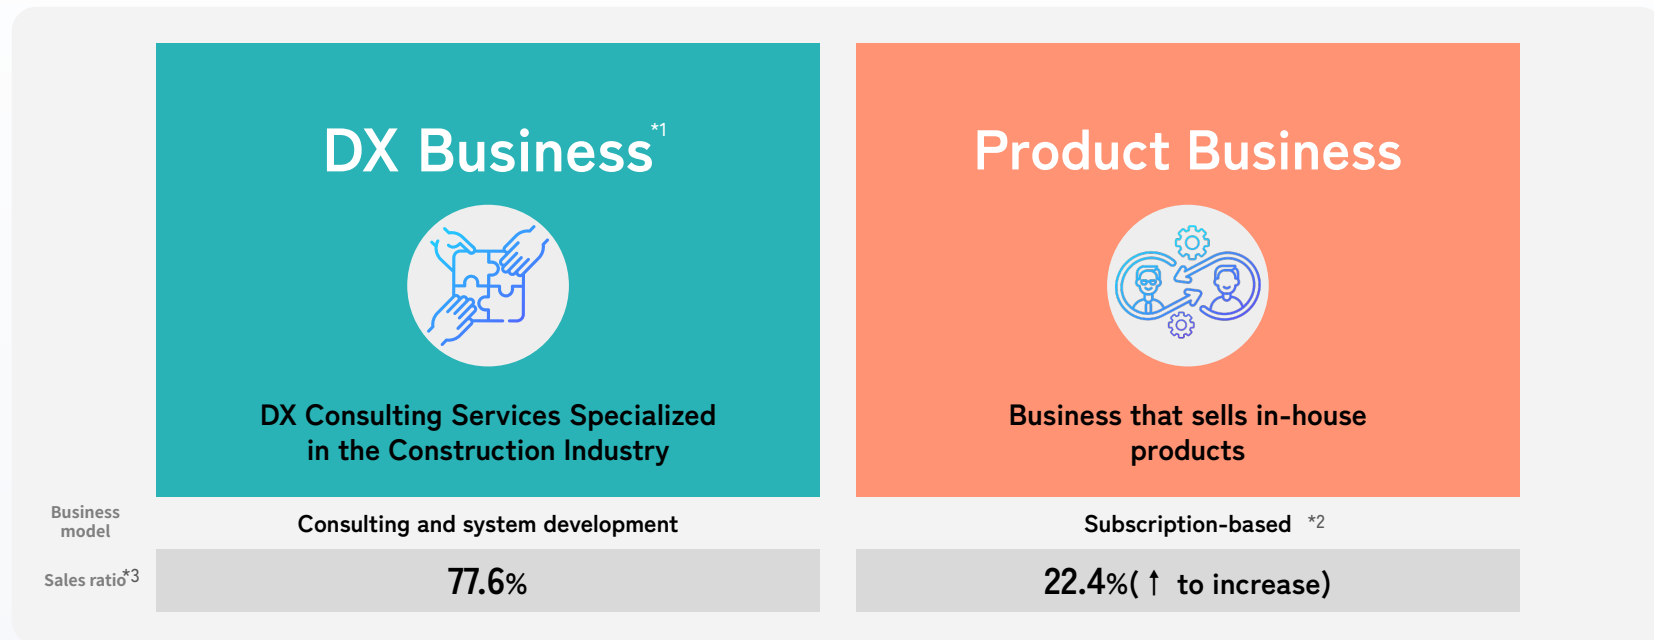 DX Business*1
Product Business
DX Consulting Services Specialized
in the Construction Industry
Business that sells in-house
products
Business
model
Consulting and system development
Subscription-based *2
Sales ratio*3
77.6%
22.4%(↑ to increase)